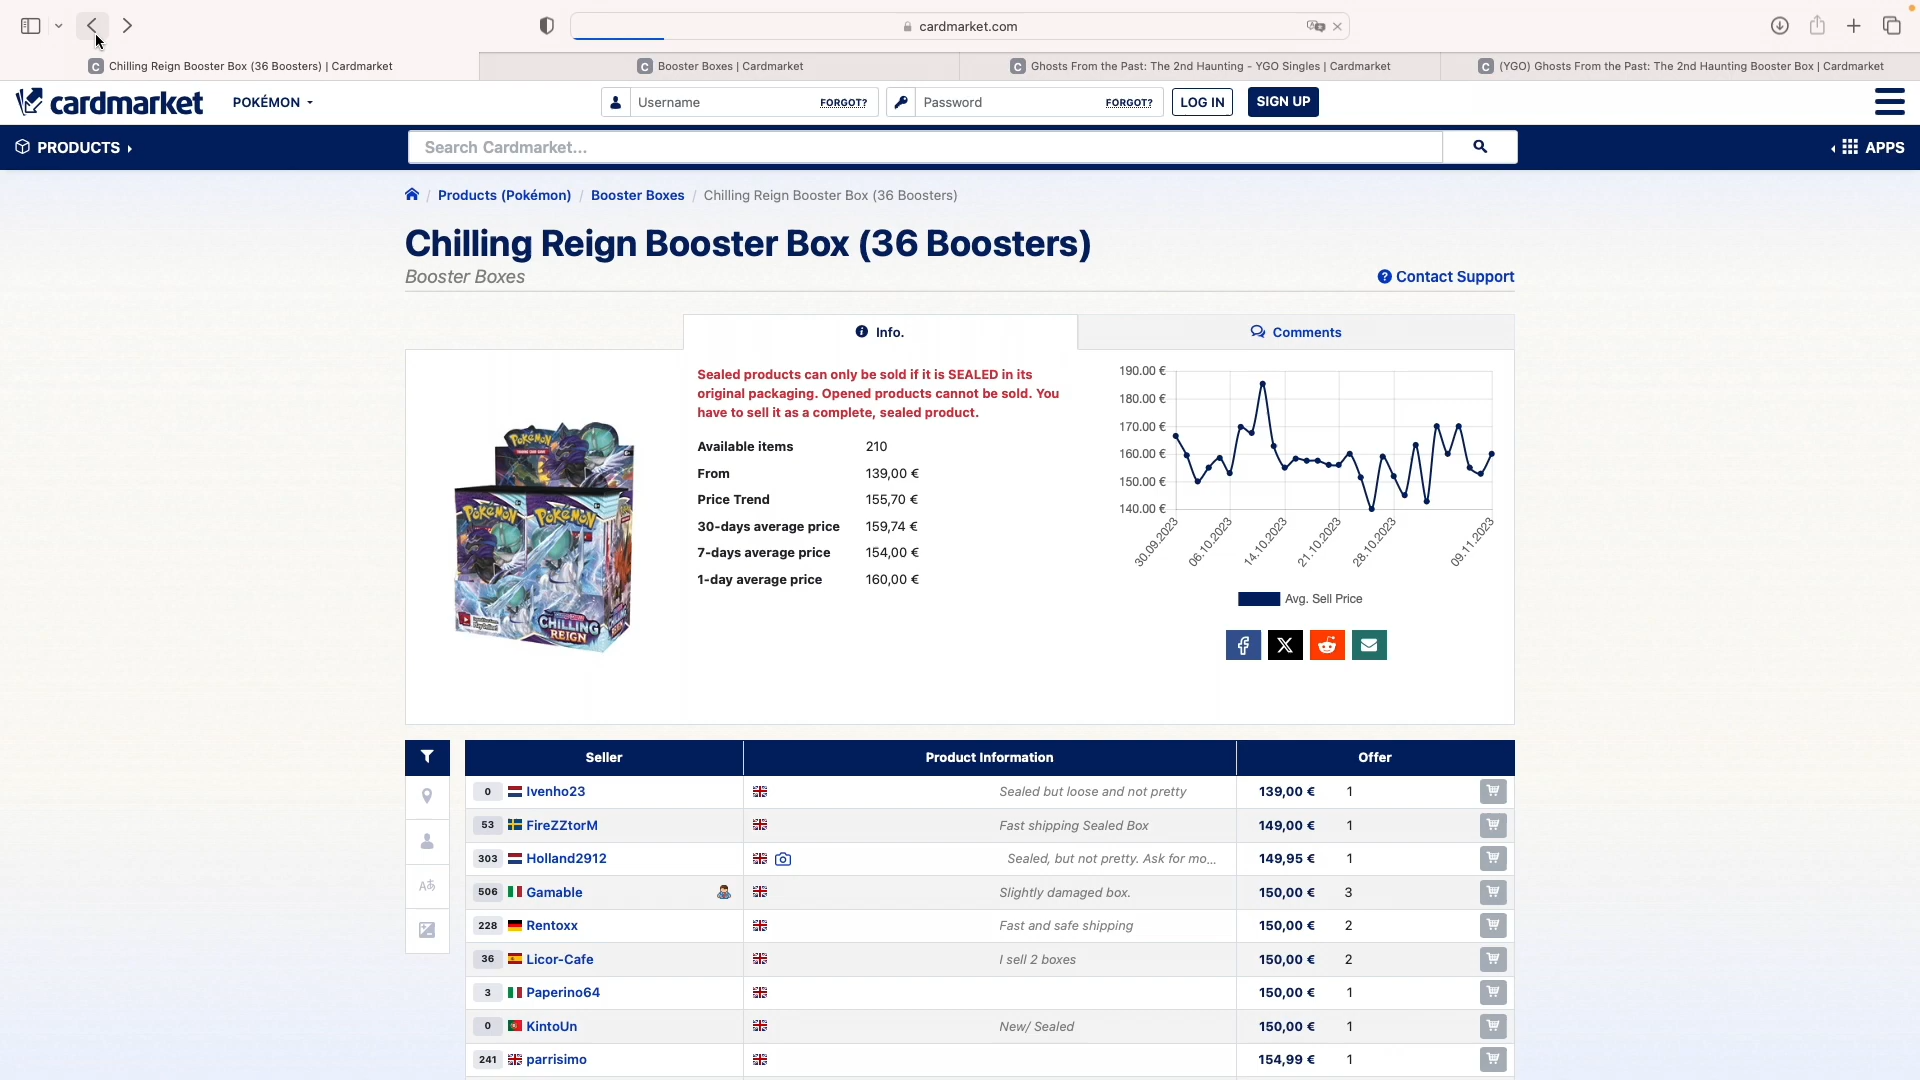 cardmarket.com
Chilling Reign Booster Box (36 Boosters) | Cardmarket
Booster Boxes | Cardmarket
Ghosts From the Past: The 2nd Haunting - YGO Singles | Cardmarket
(YGO) Ghosts From the Past: The 2nd Haunting Booster Box | Cardmarket
cardmarket
POKÉMON
Username
FORGOT?
Password
FORGOT?
LOG IN
SIGN UP
PRODUCTS
Search Cardmarket...
APPS
/ Products (Pokémon) / Booster Boxes / Chilling Reign Booster Box (36 Boosters)
Chilling Reign Booster Box (36 Boosters)
Booster Boxes
Contact Support
Info.
Comments
Sealed products can only be sold if it is SEALED in its
original packaging. Opened products cannot be sold. You
have to sell it as a complete, sealed product.
Available items 210
From 139,00 €
Price Trend 155,70 €
30-days average price 159,74 €
7-days average price 154,00 €
1-day average price 160,00 €
POKÉMON
POKÉMON
POKÉMON
CHILLING
REIGN
190.00 €
180.00 €
170.00 €
160.00 €
150.00 €
140.00 €
30.09.2023
06.10.2023
14.10.2023
21.10.2023
28.10.2023
09.11.2023
Avg. Sell Price
Seller Product Information Offer
0 Ivenho23 Sealed but loose and not pretty 139,00 € 1
53 FireZZtorM Fast shipping Sealed Box 149,00 € 1
303 Holland2912 Sealed, but not pretty. Ask for mo... 149,95 € 1
506 Gamable Slightly damaged box. 150,00 € 3
228 Rentoxx Fast and safe shipping 150,00 € 2
36 Licor-Cafe I sell 2 boxes 150,00 € 2
3 Paperino64 150,00 € 1
0 KintoUn New/ Sealed 150,00 € 1
241 parrisimo 154,99 € 1